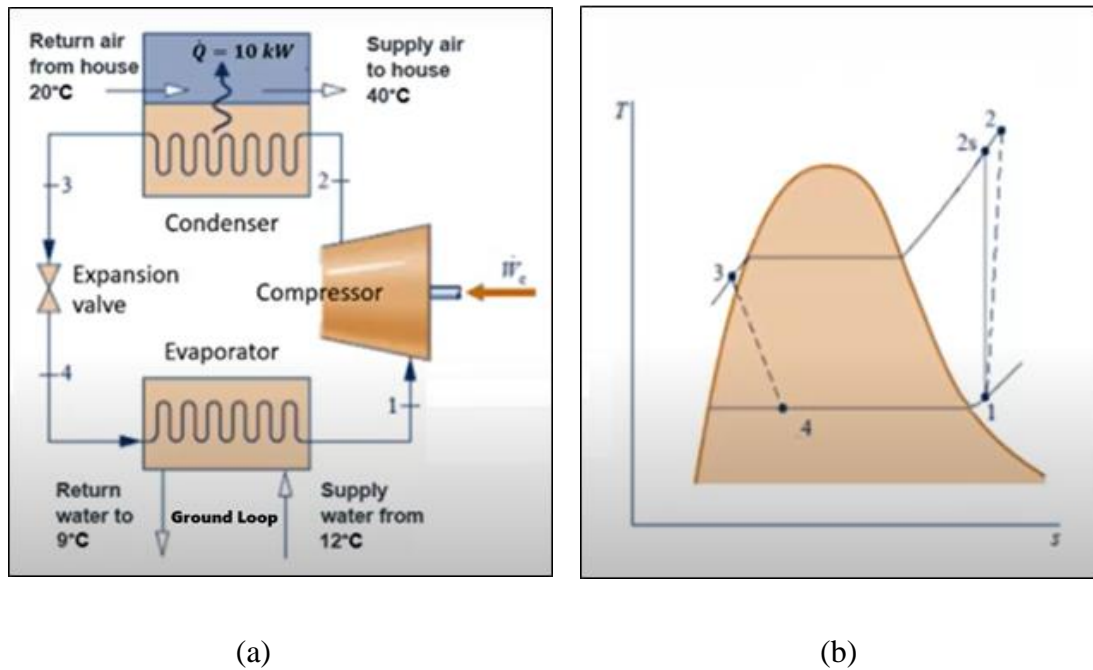 Return air
from house
20°C
Q̇ = 10 kW
Supply air
to house
40°C
3
2
Condenser
Expansion
valve
Compressor
Ẇc
Evaporator
4
1
Return
water to
9°C
Ground Loop
Supply
water from
12°C
T
2
2s
3
4
1
s
(a)
(b)